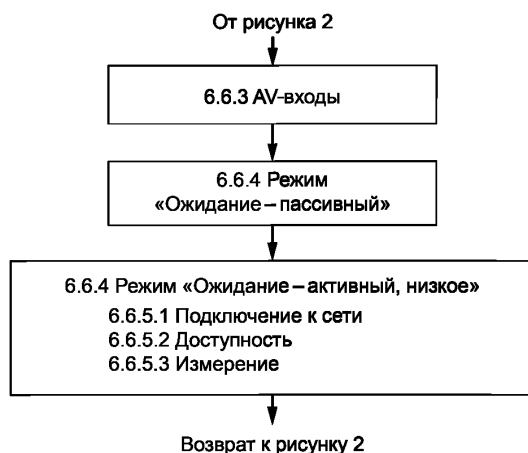 От рисунка 2
6.6.3 AV-входы
6.6.4 Режим
«Ожидание – пассивный»
6.6.4 Режим «Ожидание – активный, низкое»
6.6.5.1 Подключение к сети
6.6.5.2 Доступность
6.6.5.3 Измерение
Возврат к рисунку 2